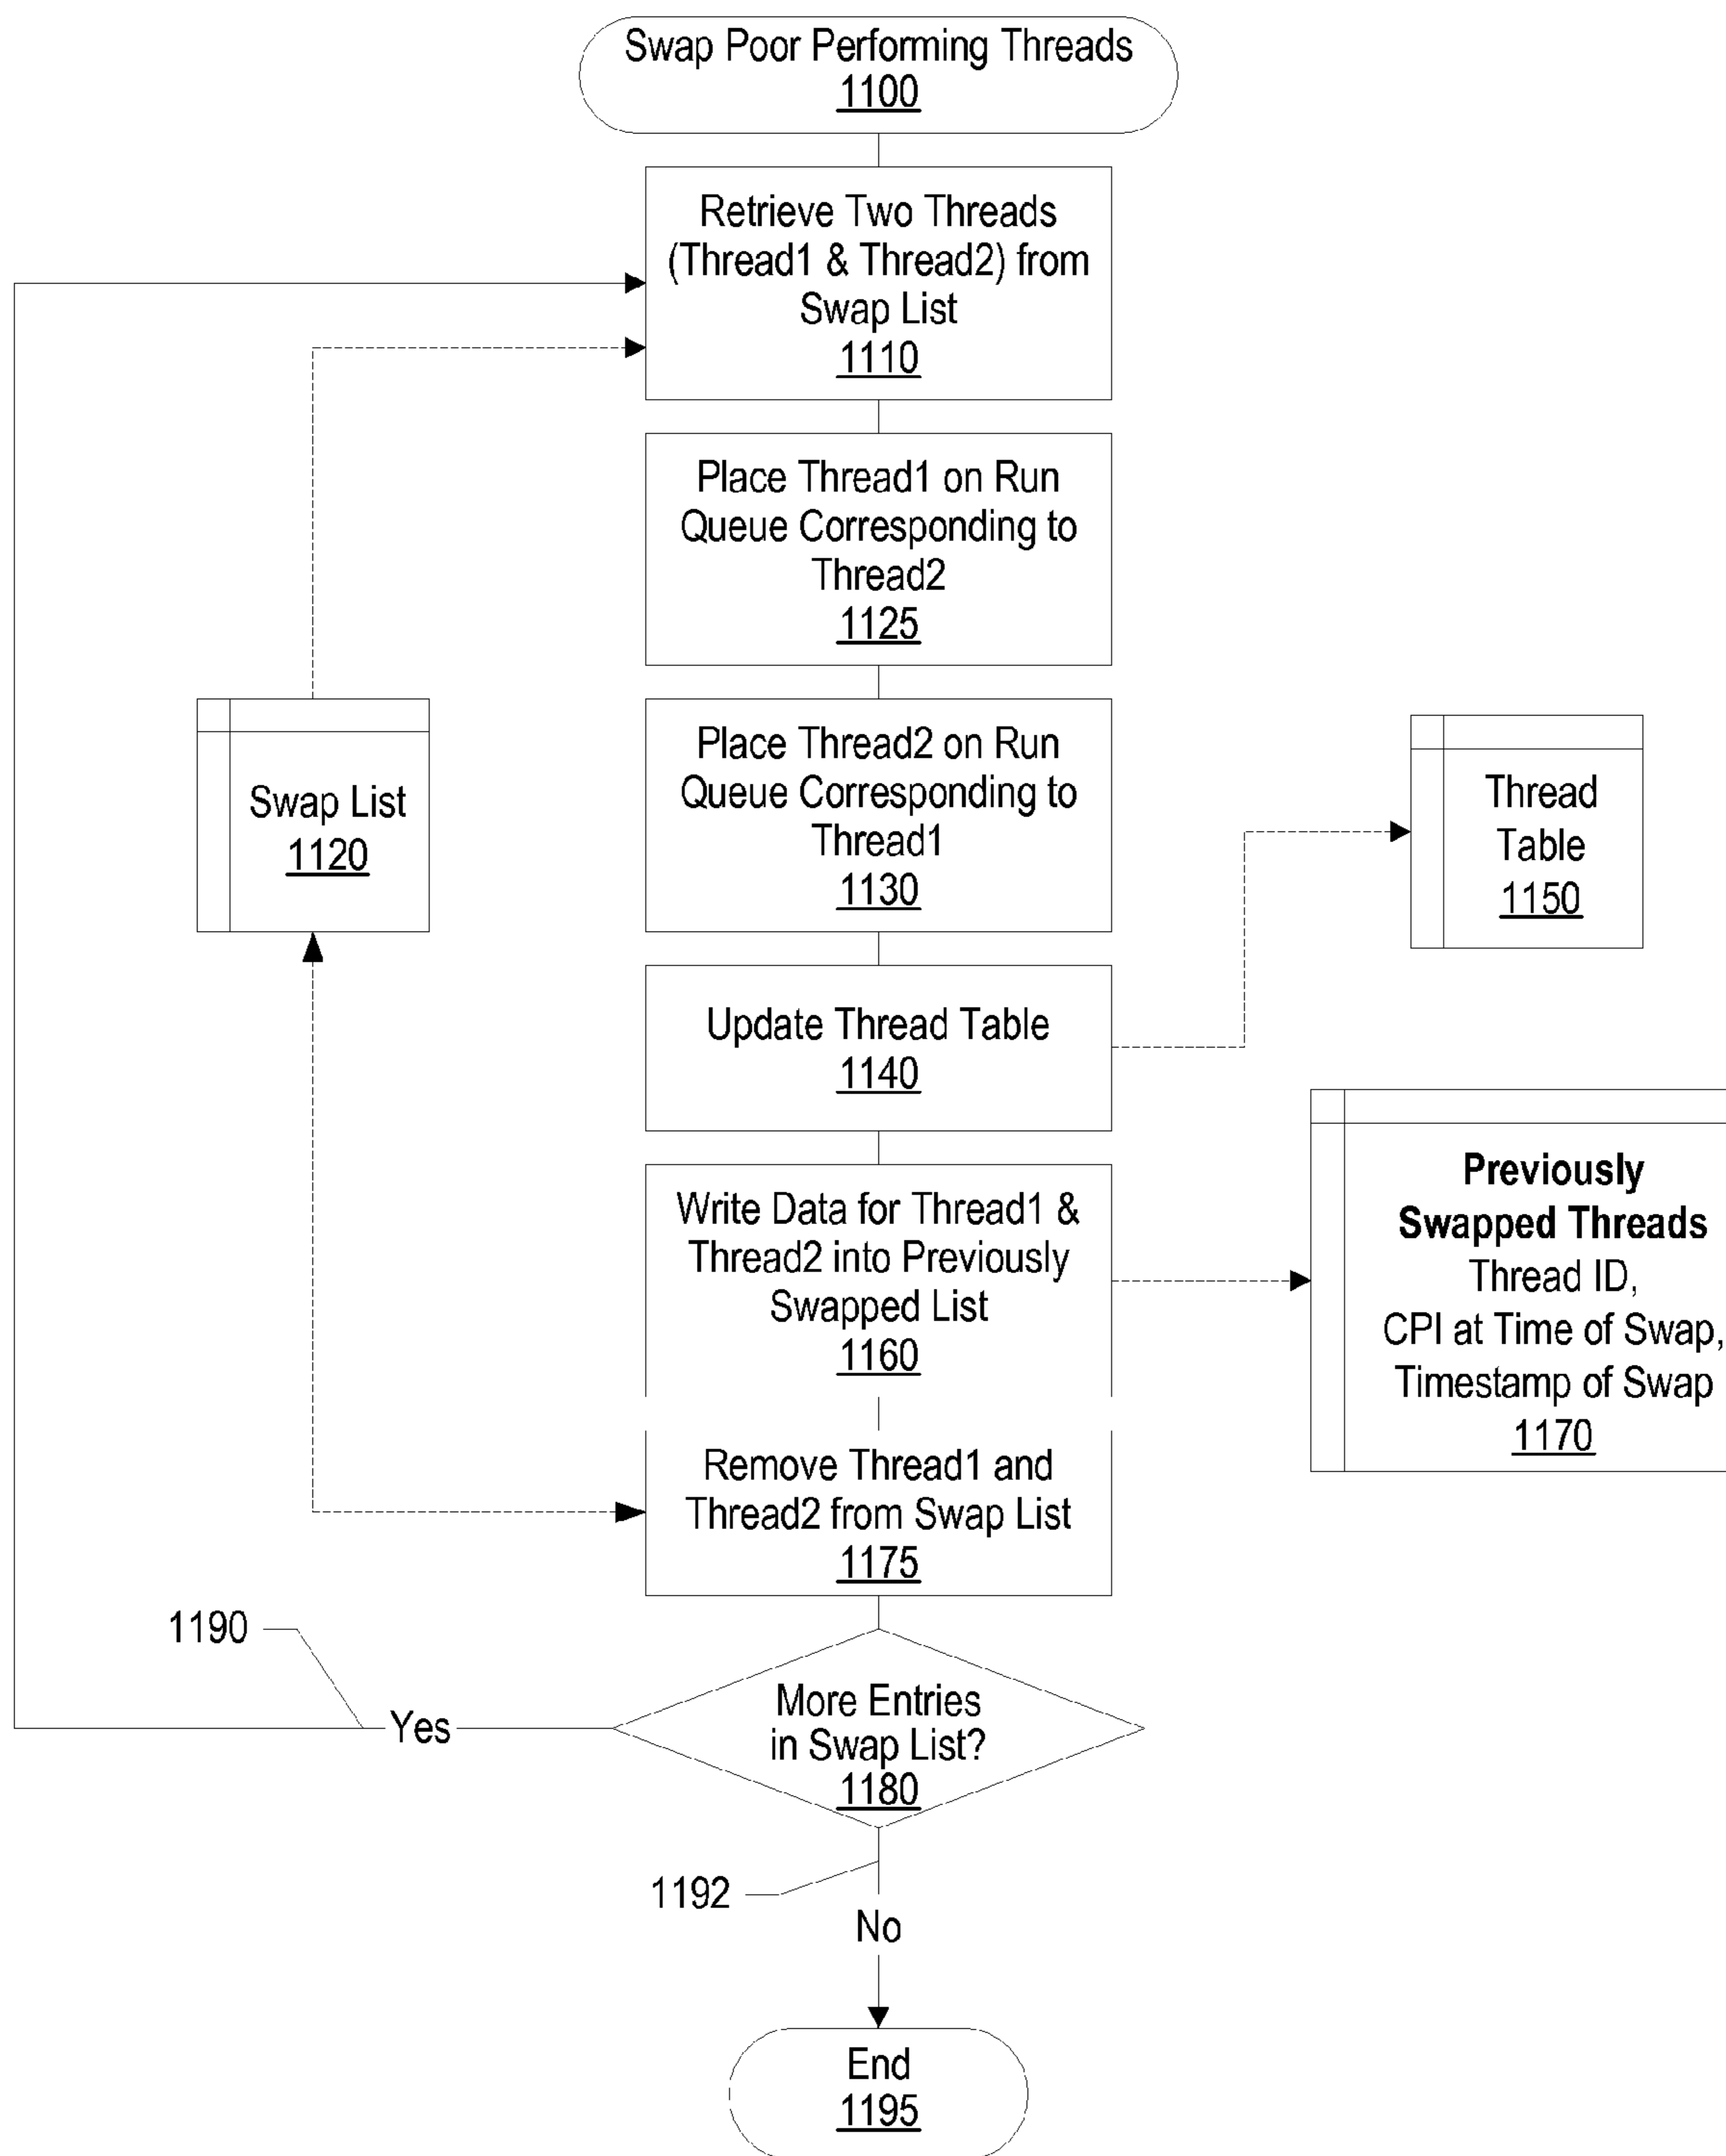 Swap Poor Performing Threads
1100
Retrieve Two Threads
(Thread1 & Thread2) from
Swap List
1110
Place Thread1 on Run
Queue Corresponding to
Thread2
1125
Swap List
1120
Place Thread2 on Run
Queue Corresponding to
Thread1
1130
Thread
Table
1150
Update Thread Table
1140
Write Data for Thread1 &
Thread2 into Previously
Swapped List
1160
Previously
Swapped Threads
Thread ID,
CPI at Time of Swap,
Timestamp of Swap
1170
Remove Thread1 and
Thread2 from Swap List
1175
1190
Yes
More Entries
in Swap List?
1180
1192
No
End
1195